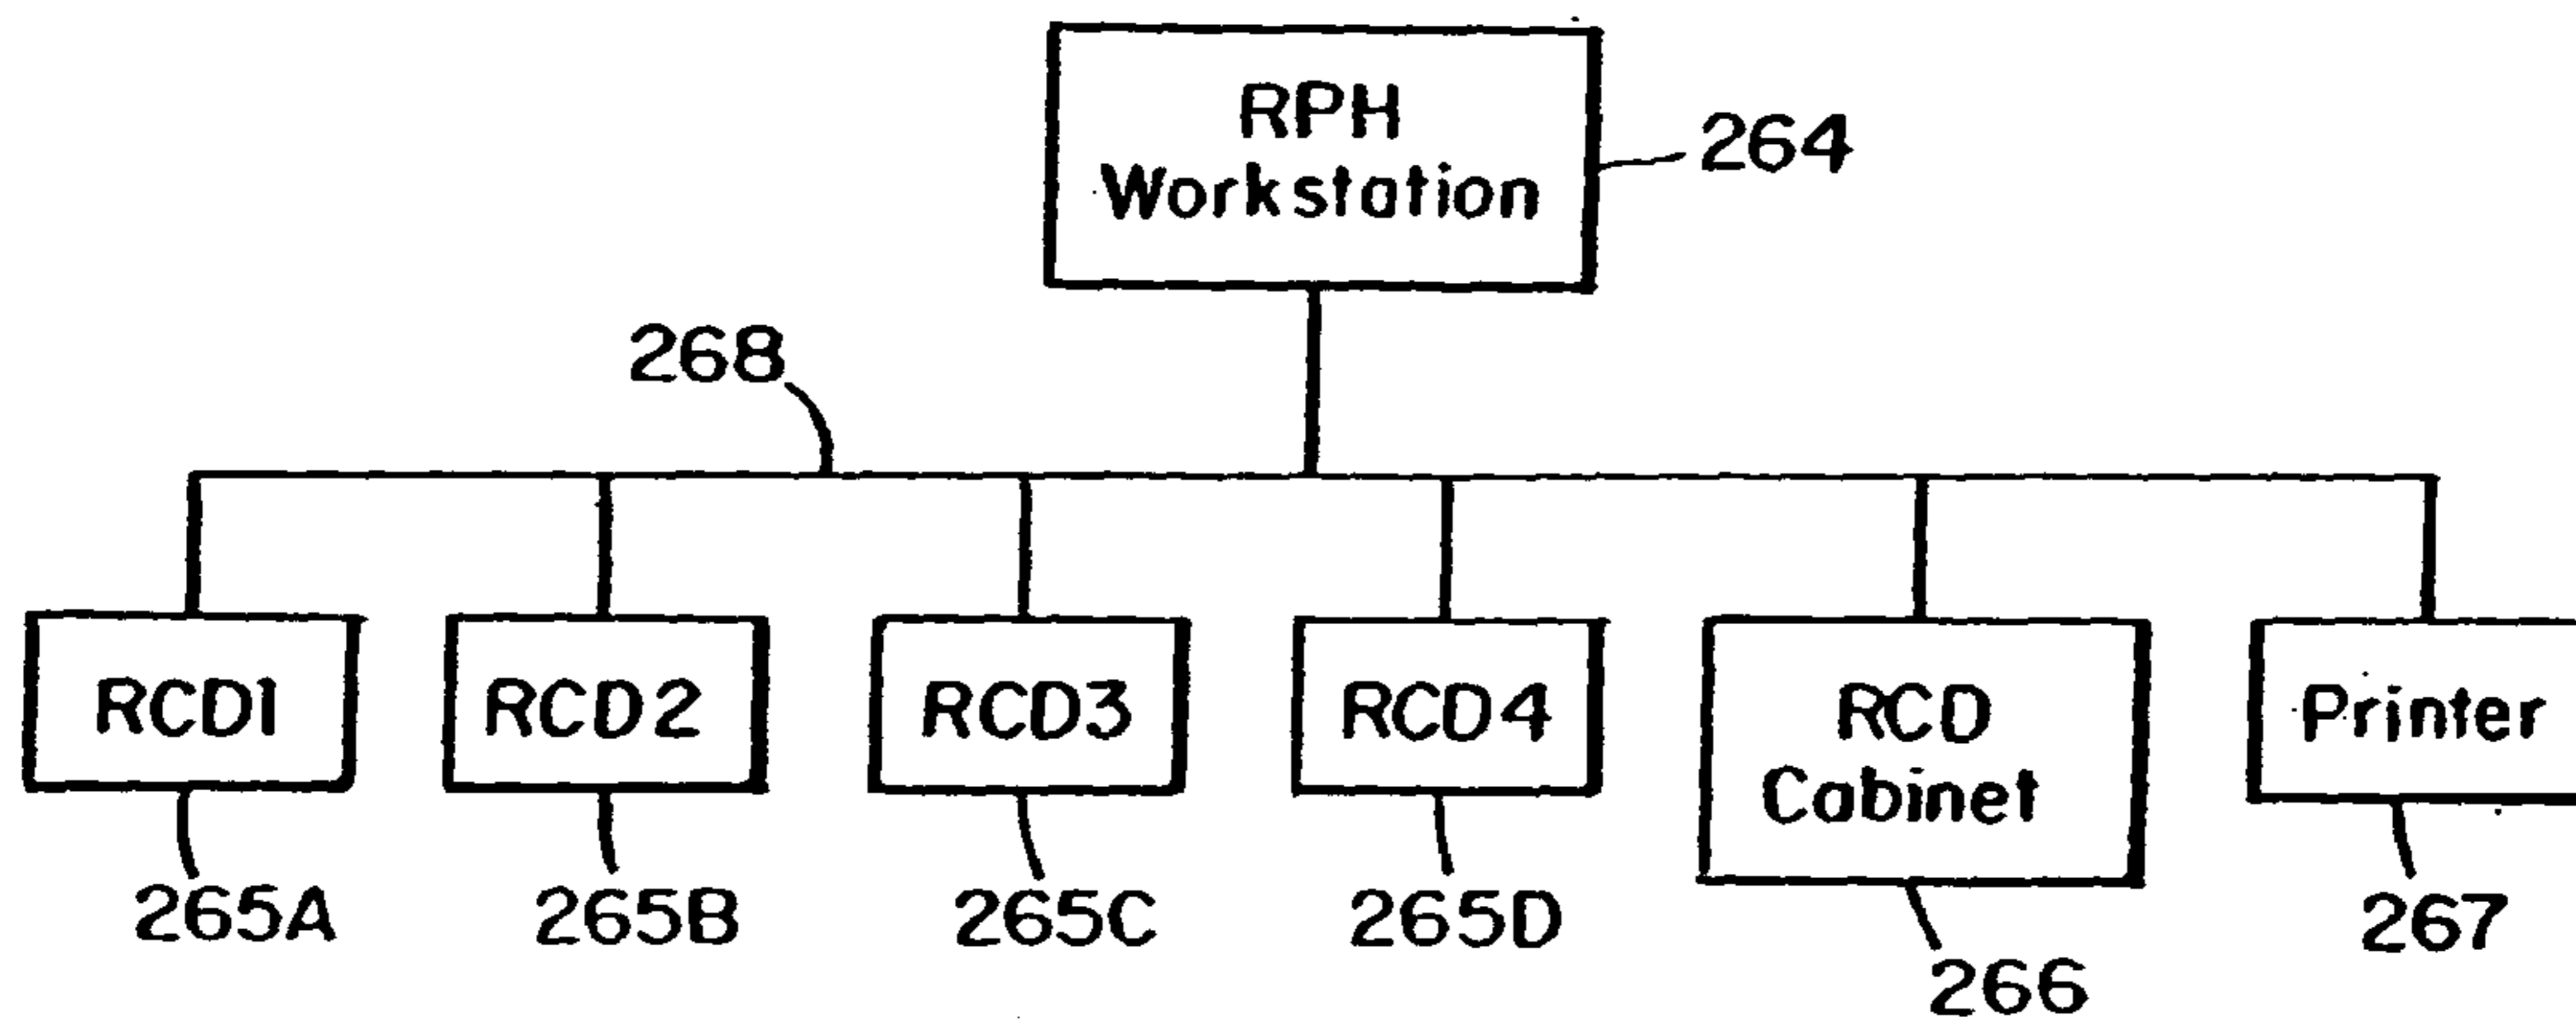 RPH
Workstation
264
268
RCD1
RCD2
RCD3
RCD4
RCD
Cabinet
Printer
265A
265B
265C
265D
266
267